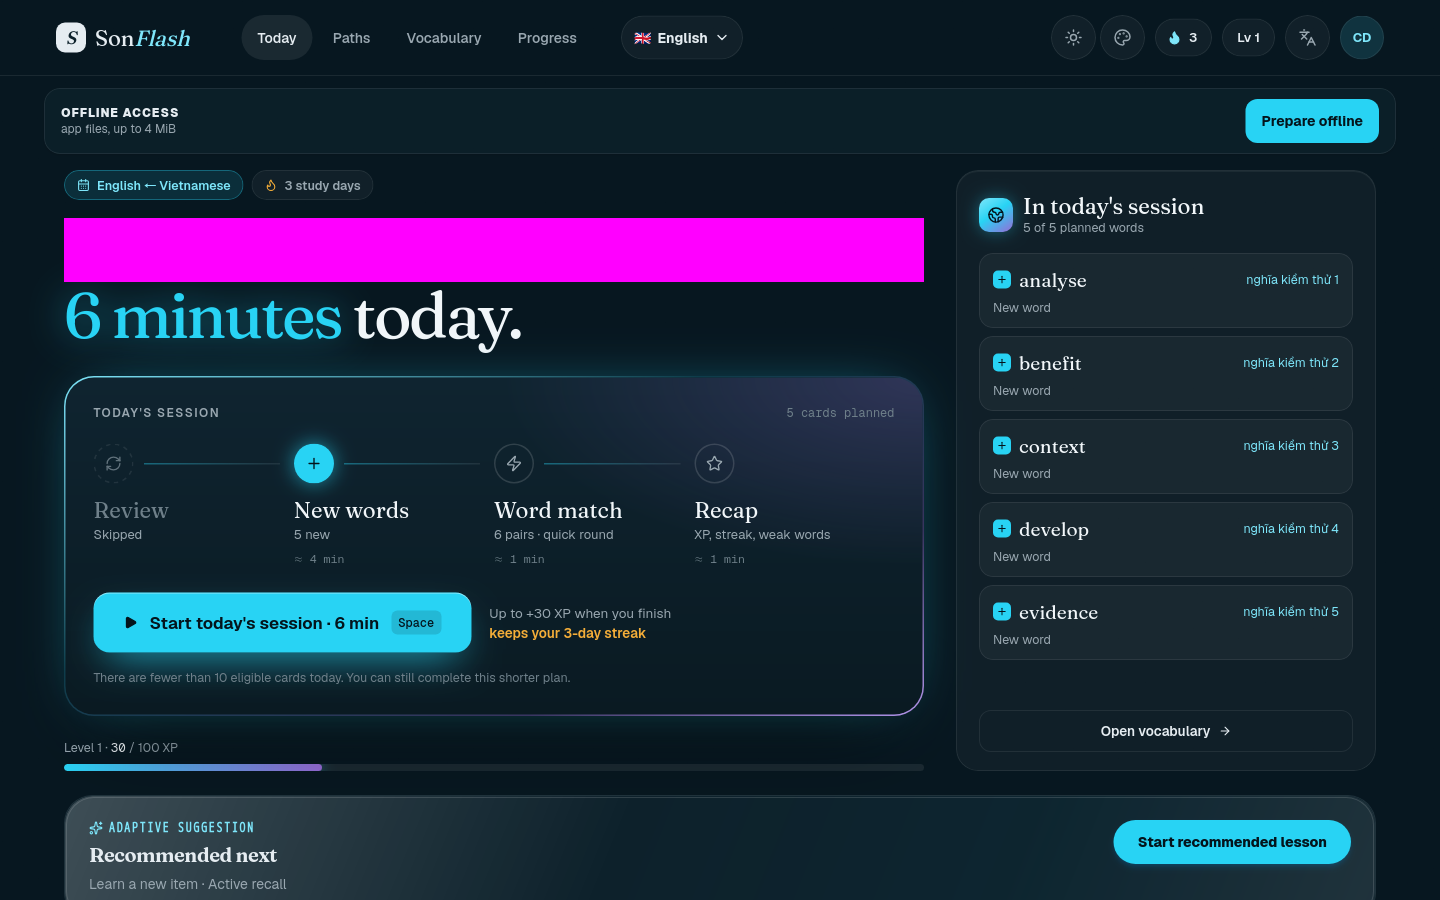 S SonFlash
Today
Paths
Vocabulary
Progress
🇬🇧 English
3
Lv 1
CD
OFFLINE ACCESS
app files, up to 4 MiB
Prepare offline
English ← Vietnamese
3 study days
6 minutes today.
TODAY'S SESSION
5 cards planned
Review
Skipped
New words
5 new
≈ 4 min
Word match
6 pairs · quick round
≈ 1 min
Recap
XP, streak, weak words
≈ 1 min
Start today's session · 6 min Space
Up to +30 XP when you finish
keeps your 3-day streak
There are fewer than 10 eligible cards today. You can still complete this shorter plan.
Level 1 · 30 / 100 XP
In today's session
5 of 5 planned words
analyse
nghĩa kiểm thử 1
New word
benefit
nghĩa kiểm thử 2
New word
context
nghĩa kiểm thử 3
New word
develop
nghĩa kiểm thử 4
New word
evidence
nghĩa kiểm thử 5
New word
Open vocabulary →
ADAPTIVE SUGGESTION
Recommended next
Learn a new item · Active recall
Start recommended lesson